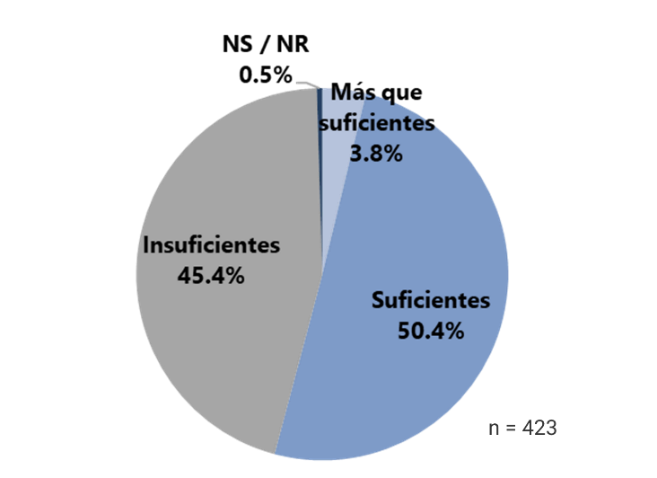 NS / NR
0.5%
Más que
suficientes
3.8%
Insuficientes
45.4%
Suficientes
50.4%
n = 423